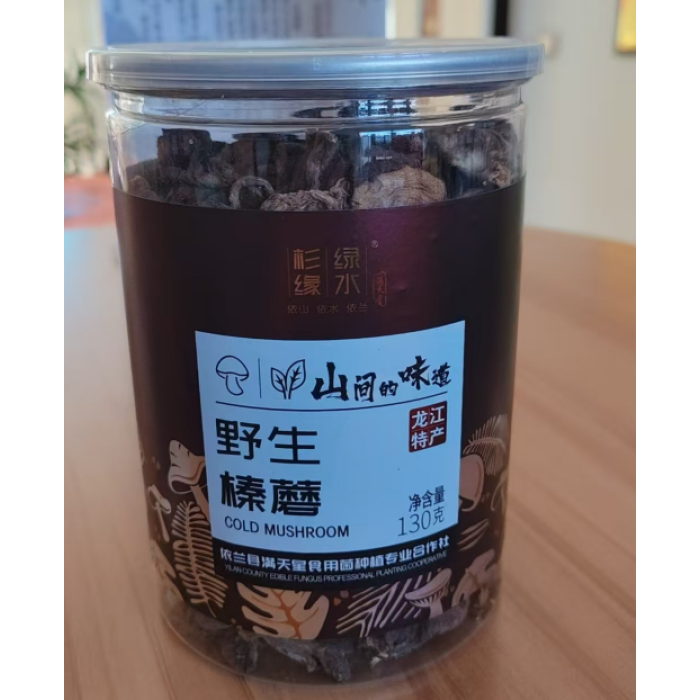 杉 绿
缘 水
®
依山 依水 依兰
山间的味道
龙江
特产
野生
榛蘑
COLD MUSHROOM
净含量
130克
依兰县满天星食用菌种植专业合作社
YILAN COUNTY EDIBLE FUNGUS PROFESSIONAL PLANTING COOPERATIVE